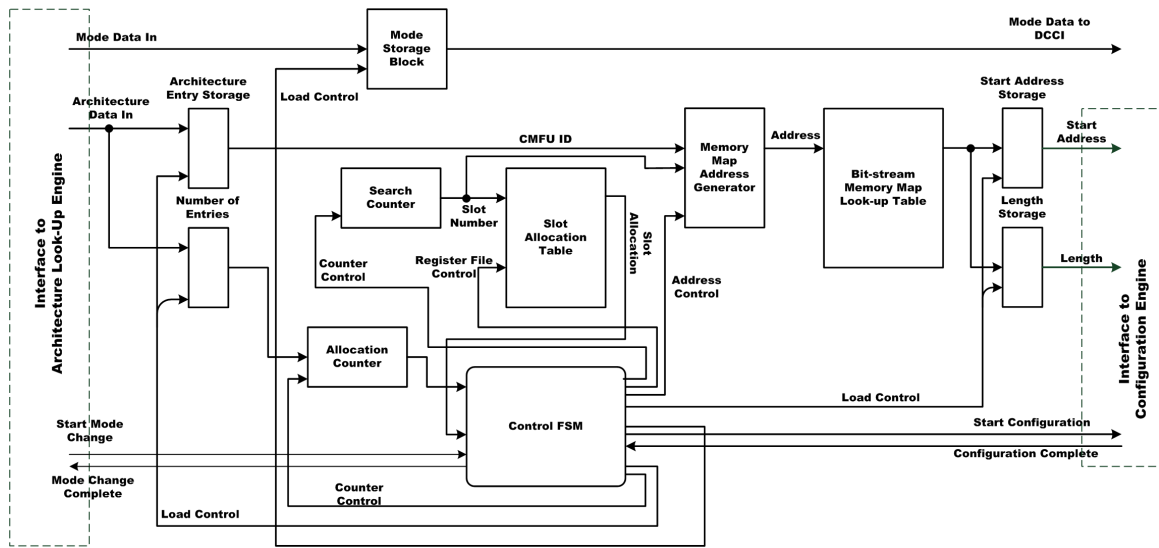 Mode Data In
Mode
Storage
Block
Mode Data to
DCCI
Load Control
Architecture
Entry Storage
Architecture
Data In
Start Address
Storage
Start
Address
CMFU ID
Memory
Map
Address
Generator
Address
Bit-stream
Memory Map
Look-up Table
Interface to
Architecture Look-Up Engine
Number of
Entries
Search
Counter
Slot
Number
Slot
Allocation
Table
Slot
Allocation
Length
Storage
Length
Counter
Control
Register File
Control
Address
Control
Interface to
Configuration Engine
Allocation
Counter
Load Control
Control FSM
Start Mode
Change
Start Configuration
Configuration Complete
Mode Change
Complete
Counter
Control
Load Control